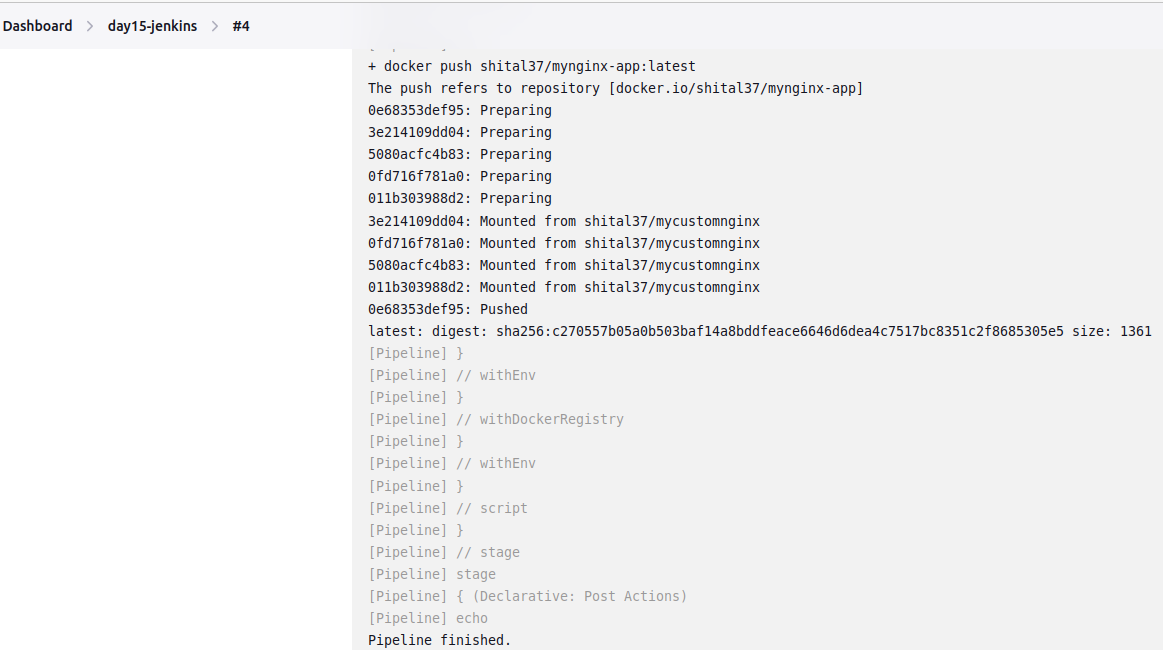 Dashboard > day15-jenkins > #4
+ docker push shital37/mynginx-app:latest
The push refers to repository [docker.io/shital37/mynginx-app]
0e68353def95: Preparing
3e214109dd04: Preparing
5080acfc4b83: Preparing
0fd716f781a0: Preparing
011b303988d2: Preparing
3e214109dd04: Mounted from shital37/mycustomnginx
0fd716f781a0: Mounted from shital37/mycustomnginx
5080acfc4b83: Mounted from shital37/mycustomnginx
011b303988d2: Mounted from shital37/mycustomnginx
0e68353def95: Pushed
latest: digest: sha256:c270557b05a0b503baf14a8bddfeace6646d6dea4c7517bc8351c2f8685305e5 size: 1361
[Pipeline] }
[Pipeline] // withEnv
[Pipeline] }
[Pipeline] // withDockerRegistry
[Pipeline] }
[Pipeline] // withEnv
[Pipeline] }
[Pipeline] // script
[Pipeline] }
[Pipeline] // stage
[Pipeline] stage
[Pipeline] { (Declarative: Post Actions)
[Pipeline] echo
Pipeline finished.